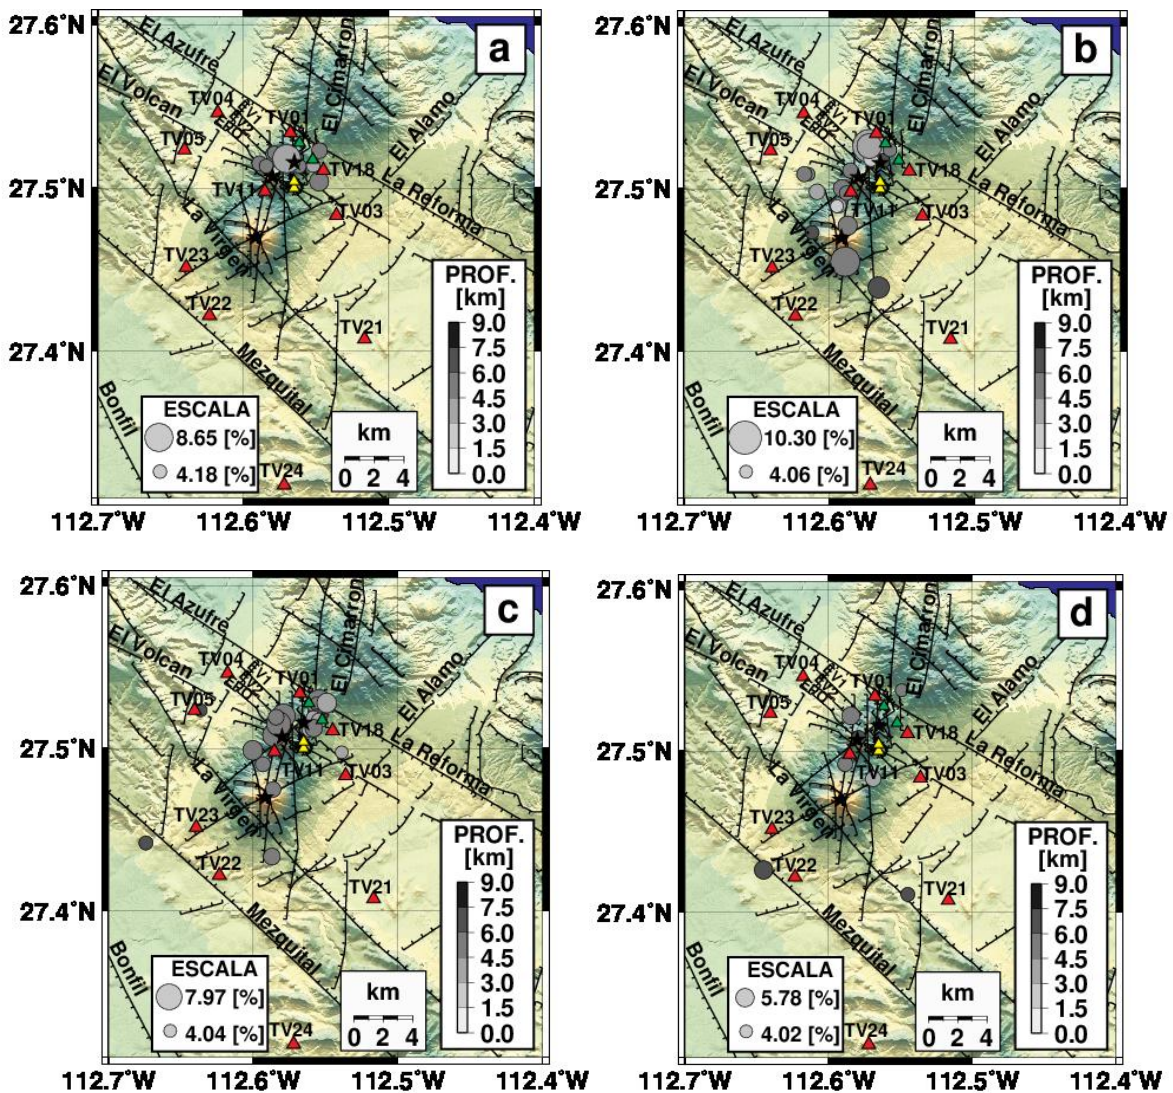 a
27.6°N
27.5°N
27.4°N
El Azufre
El Volcan
El Cimarron
El Alamo
La Reforma
La Virgen
Mezquital
Bonfil
TV04
EV1
EB2
TV01
TV05
TV18
TV11
TV03
TV23
TV22
TV21
TV24
PROF.
[km]
9.0
7.5
6.0
4.5
3.0
1.5
0.0
ESCALA
8.65 [%]
4.18 [%]
km
0 2 4
112.7°W 112.6°W 112.5°W 112.4°W
b
27.6°N
27.5°N
27.4°N
El Azufre
El Volcan
El Cimarron
El Alamo
La Reforma
La Virgen
Mezquital
Bonfil
TV04
TV01
TV05
TV18
TV11
TV03
TV23
TV22
TV21
TV24
PROF.
[km]
9.0
7.5
6.0
4.5
3.0
1.5
0.0
ESCALA
10.30 [%]
4.06 [%]
km
0 2 4
112.7°W 112.6°W 112.5°W 112.4°W
c
27.6°N
27.5°N
27.4°N
El Azufre
El Volcan
El Cimarron
El Alamo
La Reforma
La Virgen
Mezquital
Bonfil
TV04
TV01
TV05
TV18
TV11
TV03
TV23
TV22
TV21
TV24
PROF.
[km]
9.0
7.5
6.0
4.5
3.0
1.5
0.0
ESCALA
7.97 [%]
4.04 [%]
km
0 2 4
112.7°W 112.6°W 112.5°W 112.4°W
d
27.6°N
27.5°N
27.4°N
El Azufre
El Volcan
El Cimarron
El Alamo
La Reforma
La Virgen
Mezquital
Bonfil
TV04
TV01
TV05
TV18
TV11
TV03
TV23
TV22
TV21
TV24
PROF.
[km]
9.0
7.5
6.0
4.5
3.0
1.5
0.0
ESCALA
5.78 [%]
4.02 [%]
km
0 2 4
112.7°W 112.6°W 112.5°W 112.4°W